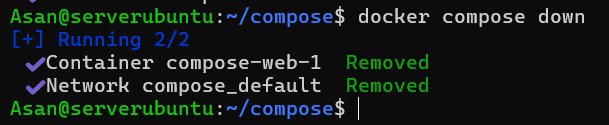 Asan@serverubuntu:~/compose$ docker compose down
[+] Running 2/2
✔Container compose-web-1 Removed
✔Network compose_default Removed
Asan@serverubuntu:~/compose$